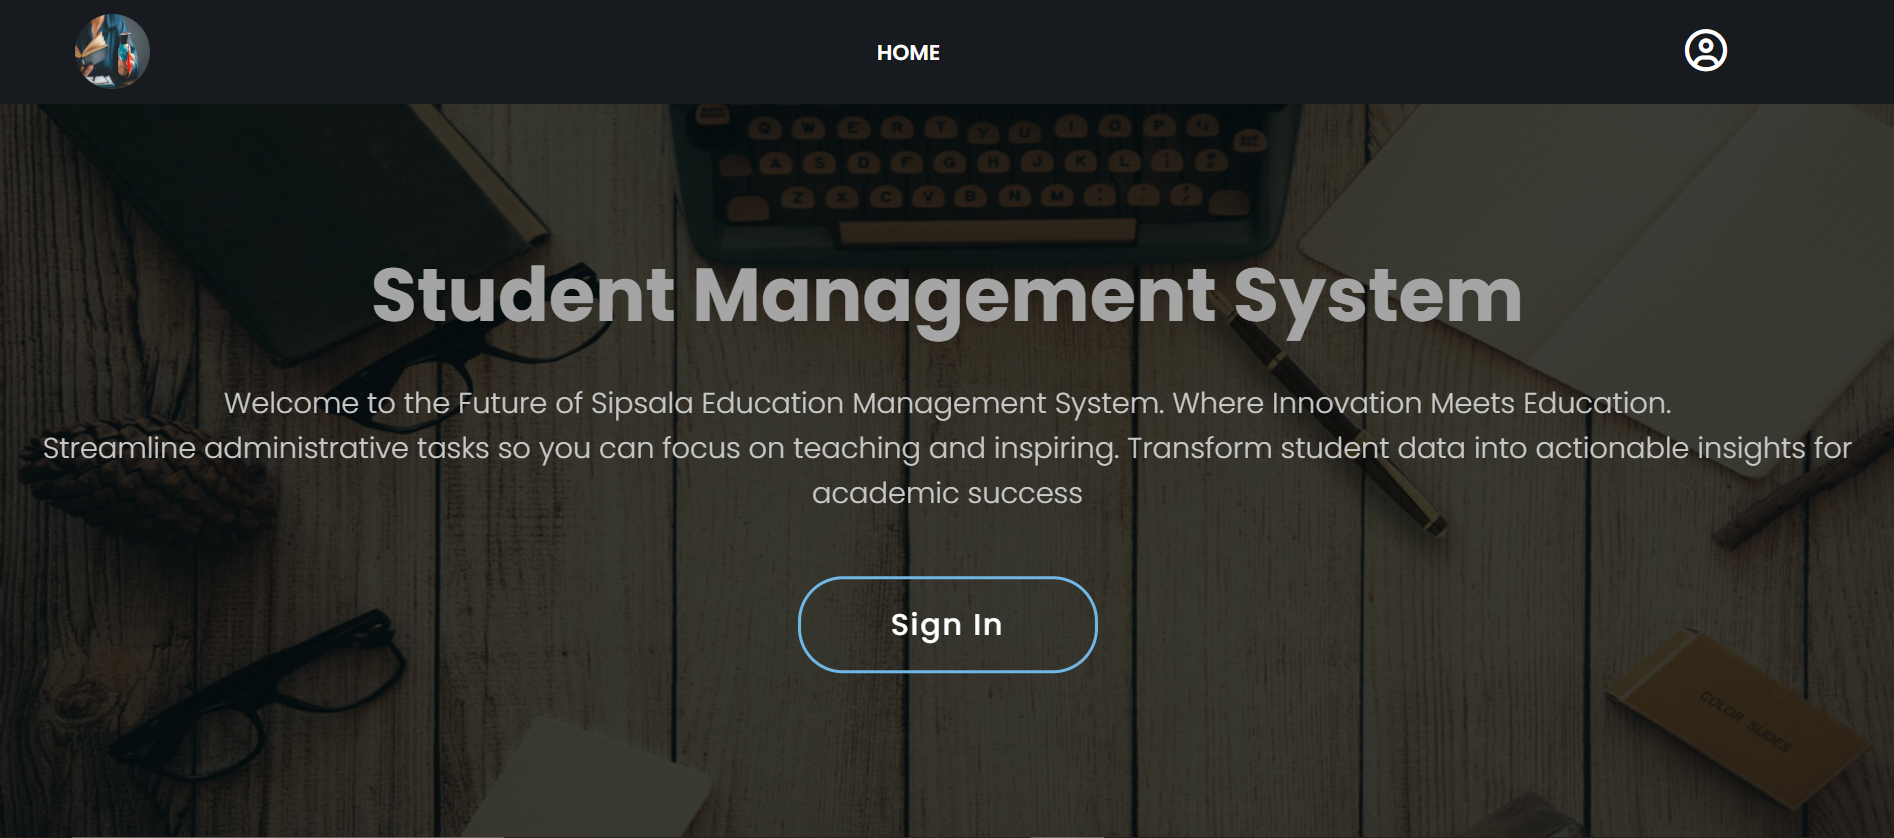 HOME
Q W E R T Y U I O P
A S D F G H J K L
Z X C V B N M
Student Management System
Welcome to the Future of Sipsala Education Management System. Where Innovation Meets Education.
Streamline administrative tasks so you can focus on teaching and inspiring. Transform student data into actionable insights for
academic success
Sign In
COLOR SLIDES